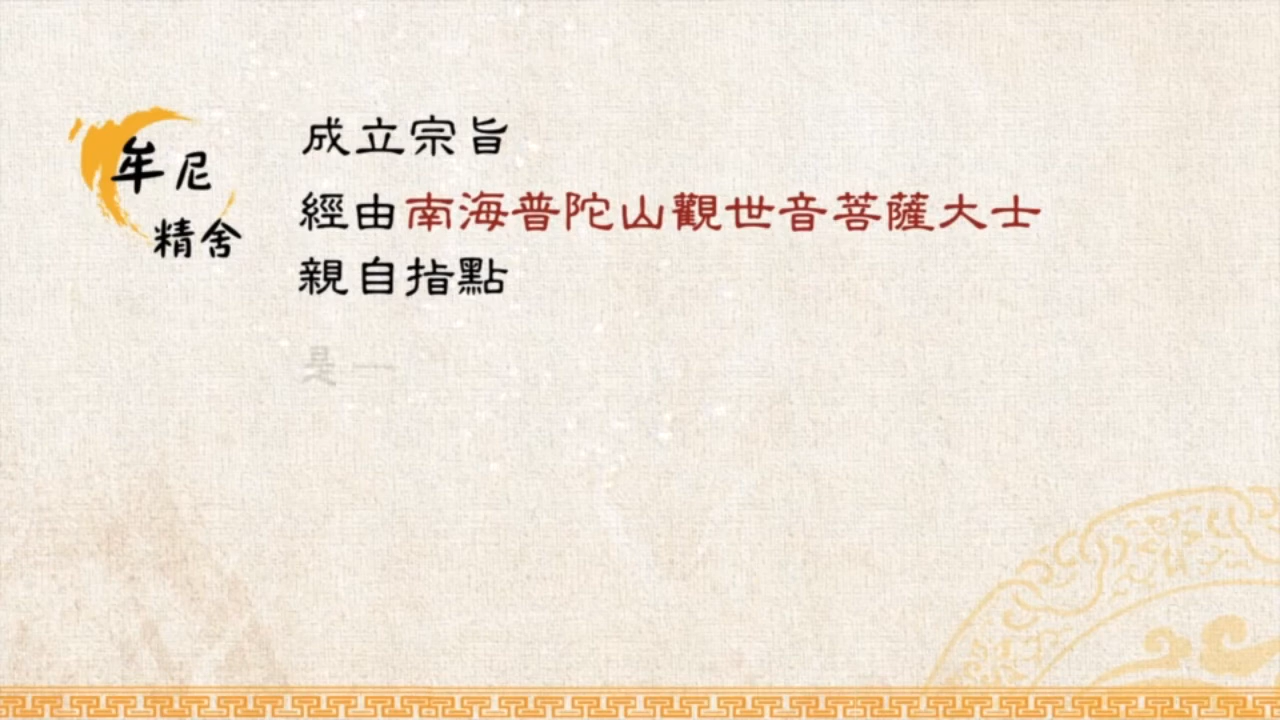 牟尼
精舍
成立宗旨
經由南海普陀山觀世音菩薩大士
親自指點
是一